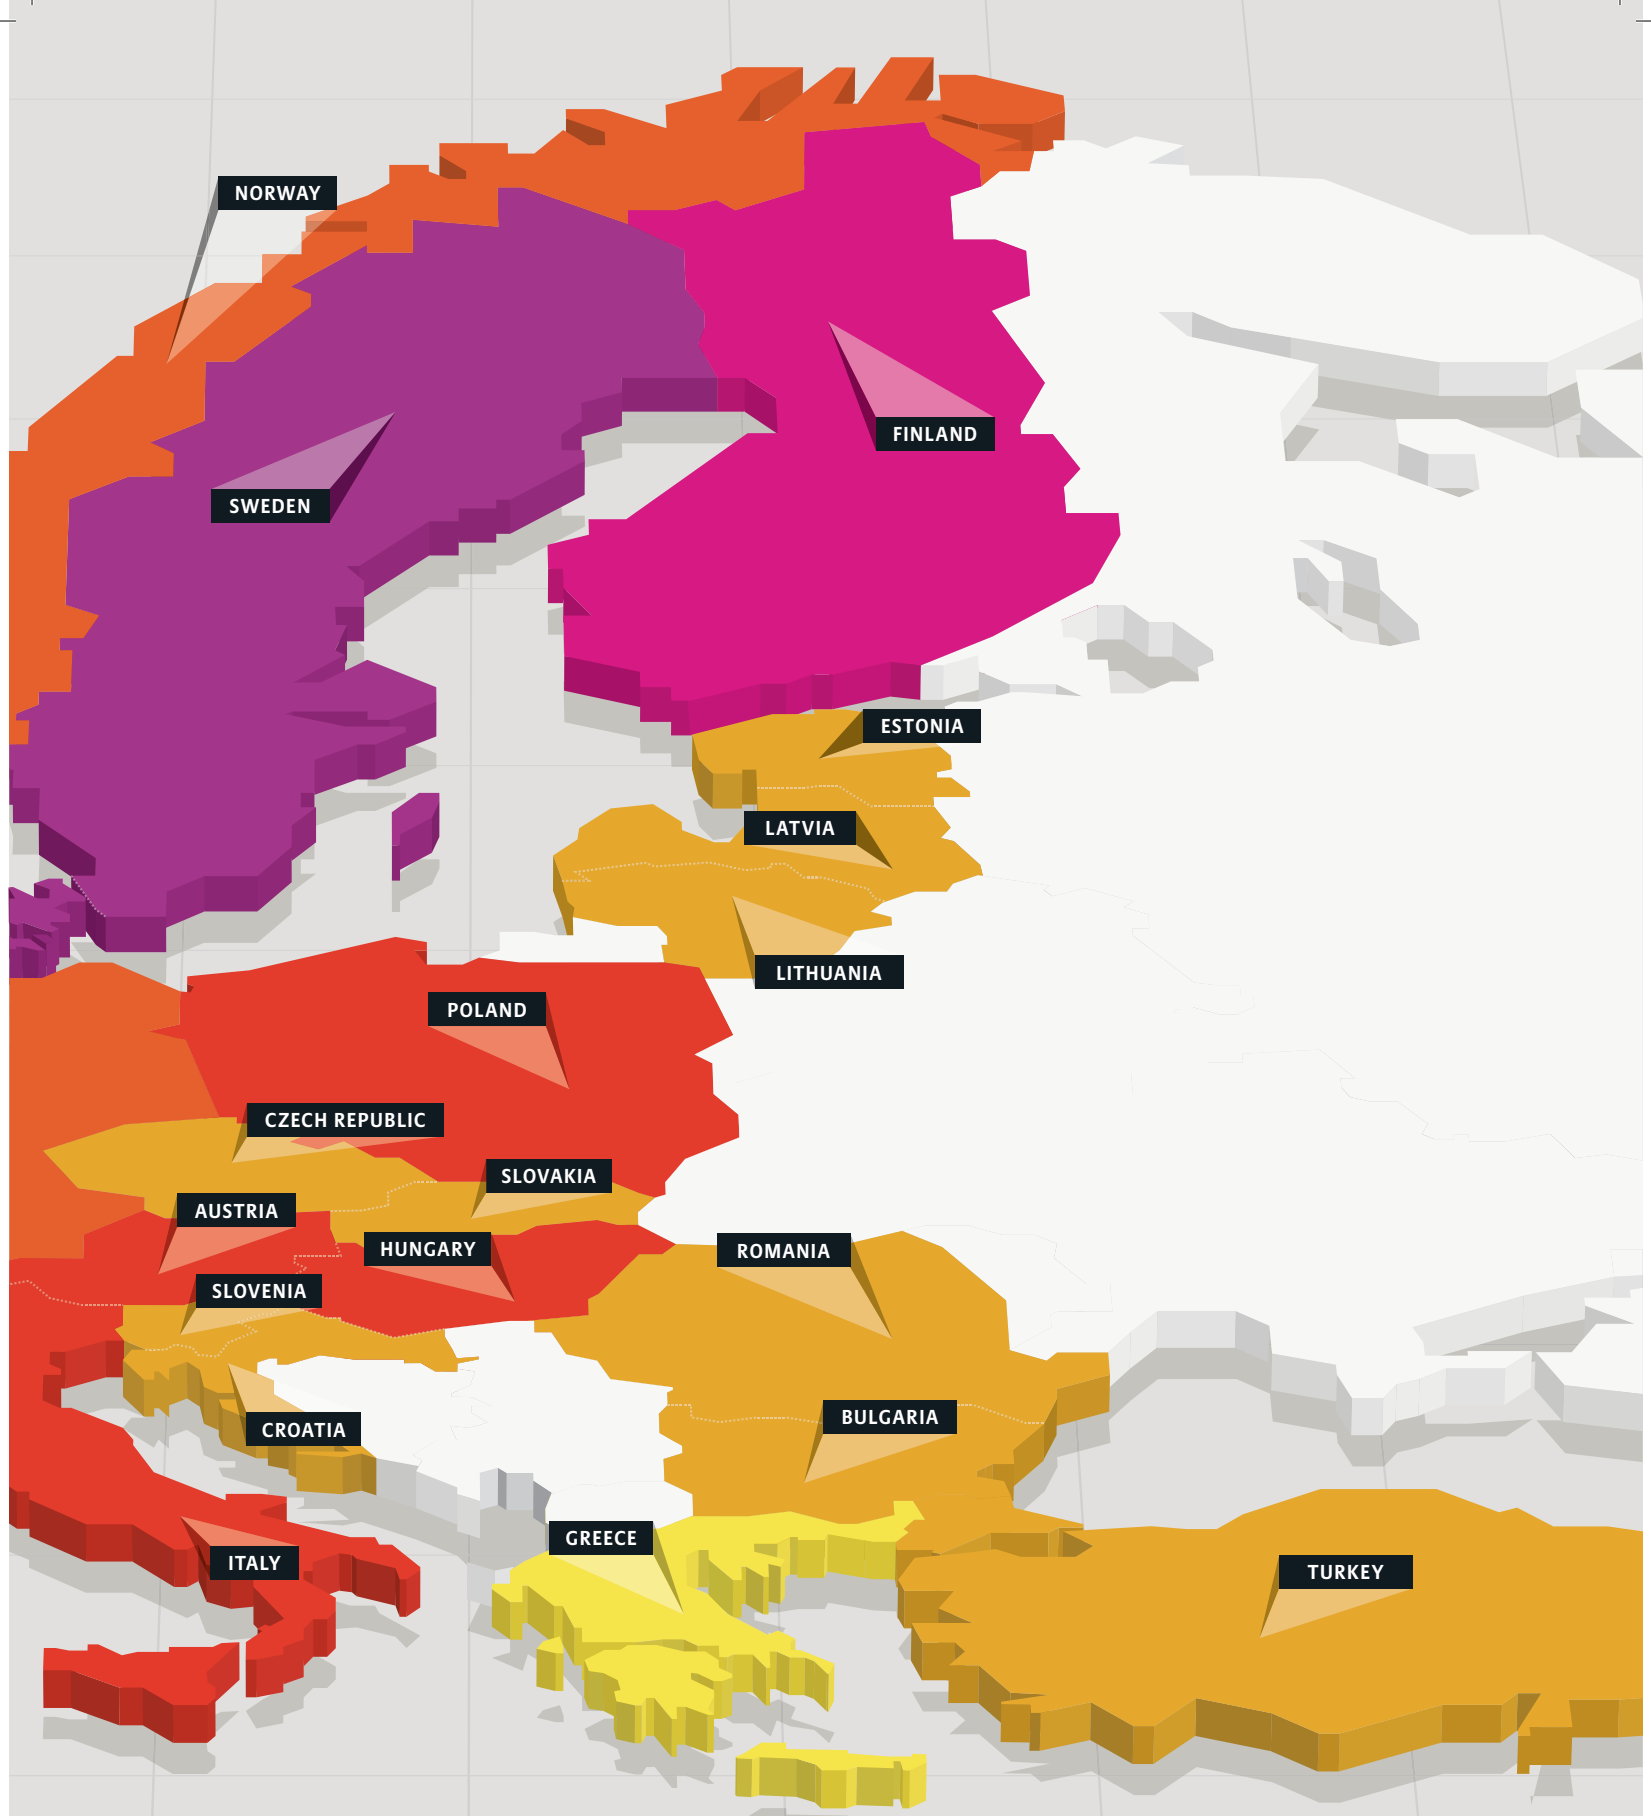 NORWAY
FINLAND
SWEDEN
ESTONIA
LATVIA
LITHUANIA
POLAND
CZECH REPUBLIC
SLOVAKIA
AUSTRIA
HUNGARY
ROMANIA
SLOVENIA
BULGARIA
CROATIA
GREECE
ITALY
TURKEY